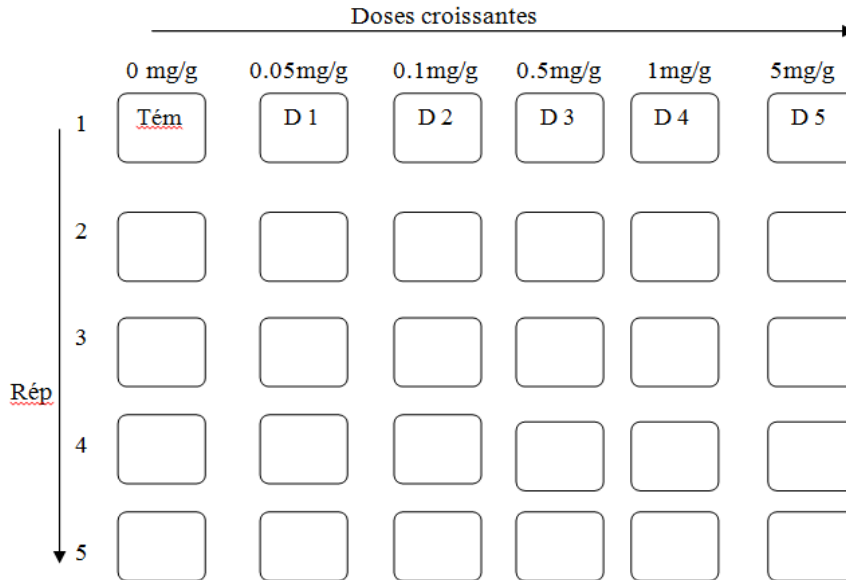 Doses croissantes
0 mg/g 0.05mg/g 0.1mg/g 0.5mg/g 1mg/g 5mg/g
1 Tém D 1 D 2 D 3 D 4 D 5
2
3
Rép
4
5